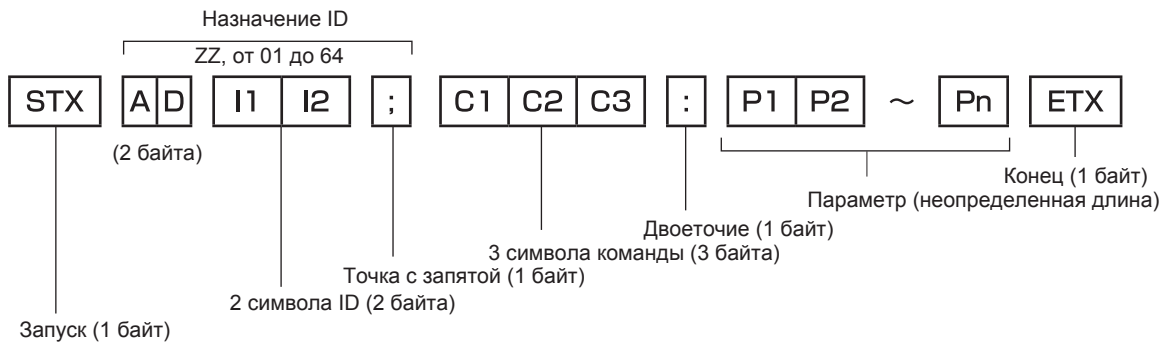 Назначение ID
ZZ, от 01 до 64
STX A D I1 I2 ; C1 C2 C3 : P1 P2 ~ Pn ETX
(2 байта)
Конец (1 байт)
Параметр (неопределенная длина)
Двоеточие (1 байт)
3 символа команды (3 байта)
Точка с запятой (1 байт)
2 символа ID (2 байта)
Запуск (1 байт)